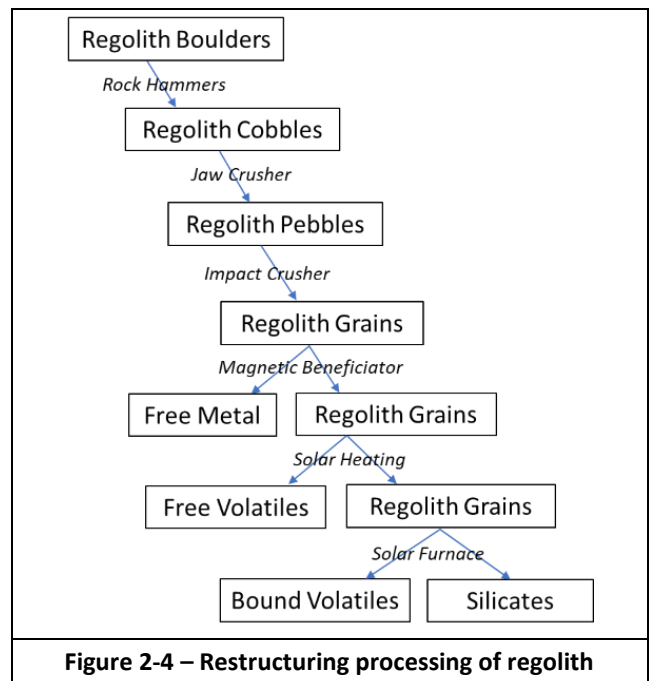 Regolith Boulders
Rock Hammers
Regolith Cobbles
Jaw Crusher
Regolith Pebbles
Impact Crusher
Regolith Grains
Magnetic Beneficiator
Free Metal
Regolith Grains
Solar Heating
Free Volatiles
Regolith Grains
Solar Furnace
Bound Volatiles
Silicates
Figure 2-4 – Restructuring processing of regolith